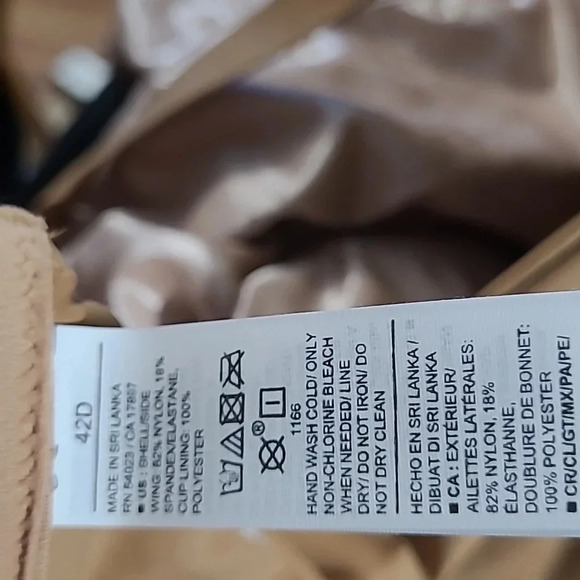 42D
MADE IN SRI LANKA
RN 54023 / CA 17897
■ US : SHELL/SIDE
WING: 82% NYLON, 18%
SPANDEX/ELASTANE,
CUP LINING: 100%
POLYESTER
®
1166
HAND WASH COLD/ ONLY
NON-CHLORINE BLEACH
WHEN NEEDED/ LINE
DRY/ DO NOT IRON/ DO
NOT DRY CLEAN
HECHO EN SRI LANKA /
DIBUAT DI SRI LANKA
■ CA : EXTÉRIEUR/
AILETTES LATÉRALES:
82% NYLON, 18%
ÉLASTHANNE,
DOUBLURE DE BONNET:
100% POLYESTER
■ CR/CL/GT/MX/PA/PE/